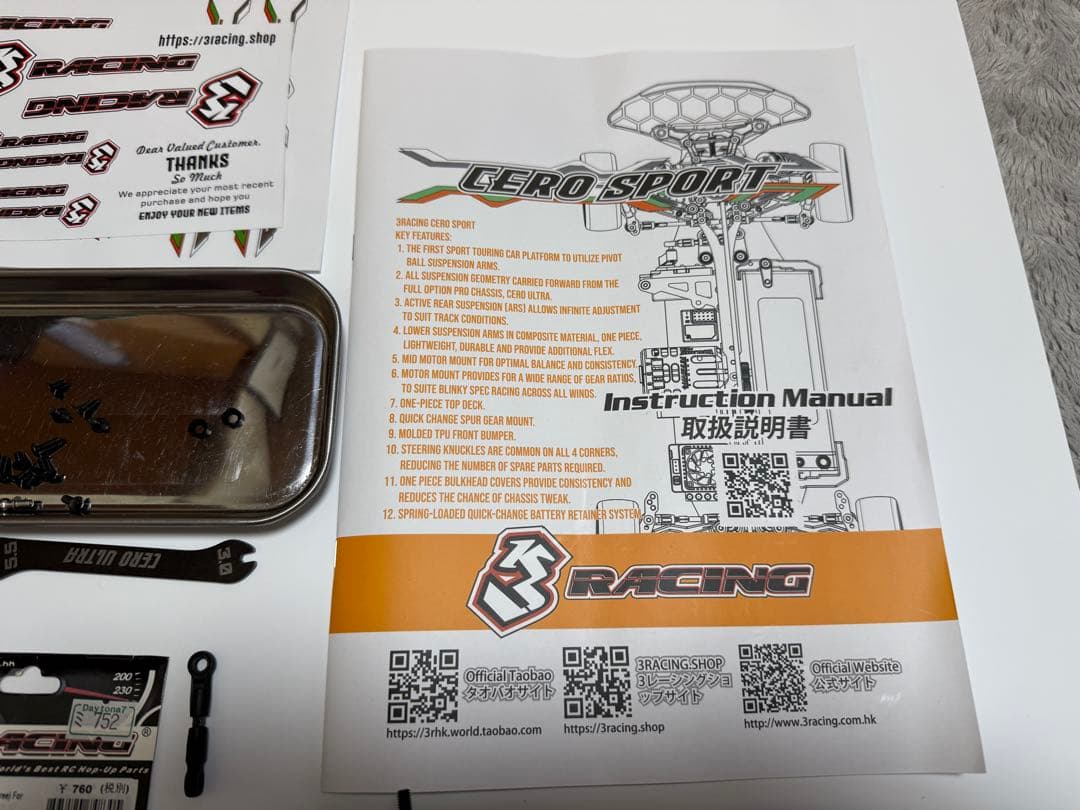 https://3racing.shop
RACING
RACING
RACING
RACING
RACING
RACING
Dear Valued Customer,
THANKS
So Much
We appreciate your most recent
purchase and hope you
ENJOY YOUR NEW ITEMS
CERO SPORT
3RACING CERO SPORT
KEY FEATURES:
1. THE FIRST SPORT TOURING CAR PLATFORM TO UTILIZE PIVOT
BALL SUSPENSION ARMS.
2. ALL SUSPENSION GEOMETRY CARRIED FORWARD FROM THE
FULL OPTION PRO CHASSIS, CERO ULTRA.
3. ACTIVE REAR SUSPENSION (ARS) ALLOWS INFINITE ADJUSTMENT
TO SUIT TRACK CONDITIONS.
4. LOWER SUSPENSION ARMS IN COMPOSITE MATERIAL, ONE PIECE,
LIGHTWEIGHT, DURABLE AND PROVIDE ADDITIONAL FLEX.
5. MID MOTOR MOUNT FOR OPTIMAL BALANCE AND CONSISTENCY.
6. MOTOR MOUNT PROVIDES FOR A WIDE RANGE OF GEAR RATIOS,
TO SUITE BLINKY SPEC RACING ACROSS ALL WINDS.
7. ONE-PIECE TOP DECK.
8. QUICK CHANGE SPUR GEAR MOUNT.
9. MOLDED TPU FRONT BUMPER.
10. STEERING KNUCKLES ARE COMMON ON ALL 4 CORNERS,
REDUCING THE NUMBER OF SPARE PARTS REQUIRED.
11. ONE PIECE BULKHEAD COVERS PROVIDE CONSISTENCY AND
REDUCES THE CHANCE OF CHASSIS TWEAK.
12. SPRING-LOADED QUICK-CHANGE BATTERY RETAINER SYSTEM
Instruction Manual
取扱説明書
3 RACING
Official Taobao
タオバオサイト
https://3rhk.world.taobao.com
3RACING.SHOP
3レーシングショ
ップサイト
https://3racing.shop
Official Website
公式サイト
http://www.3racing.com.hk
5.5 CERO ULTRA 3.0
200
230
Daytona7
ミ 752
RACING®
World's Best RC Hop-Up Parts
￥ 760 (税別)
For